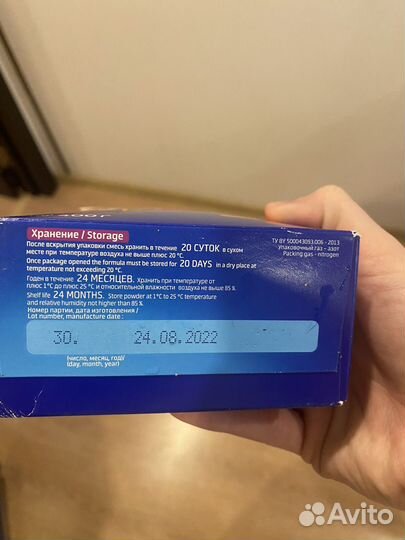 Хранение / Storage
После вскрытия упаковки смесь хранить в течение 20 СУТОК в сухом
месте при температуре воздуха не выше плюс 20 °C.
Once package opened the formula must be stored for 20 DAYS in a dry place at
temperature not exceeding 20 °C.
Годен в течение 24 МЕСЯЦЕВ. Хранить при температуре от
плюс 1°C до плюс 25 °C и относительной влажности воздуха не выше 85 %.
Shelf life 24 MONTHS. Store powder at 1°C to 25 °C temperature
and relative humidity not higher than 85 %.
Номер партии, дата изготовления /
Lot number, manufacture date :
30. 24.08.2022
(число, месяц, год)/
(day, month, year)
TУ BY 500043093.006 - 2013
Упаковочный газ - азот
Packing gas - nitrogen
Avito